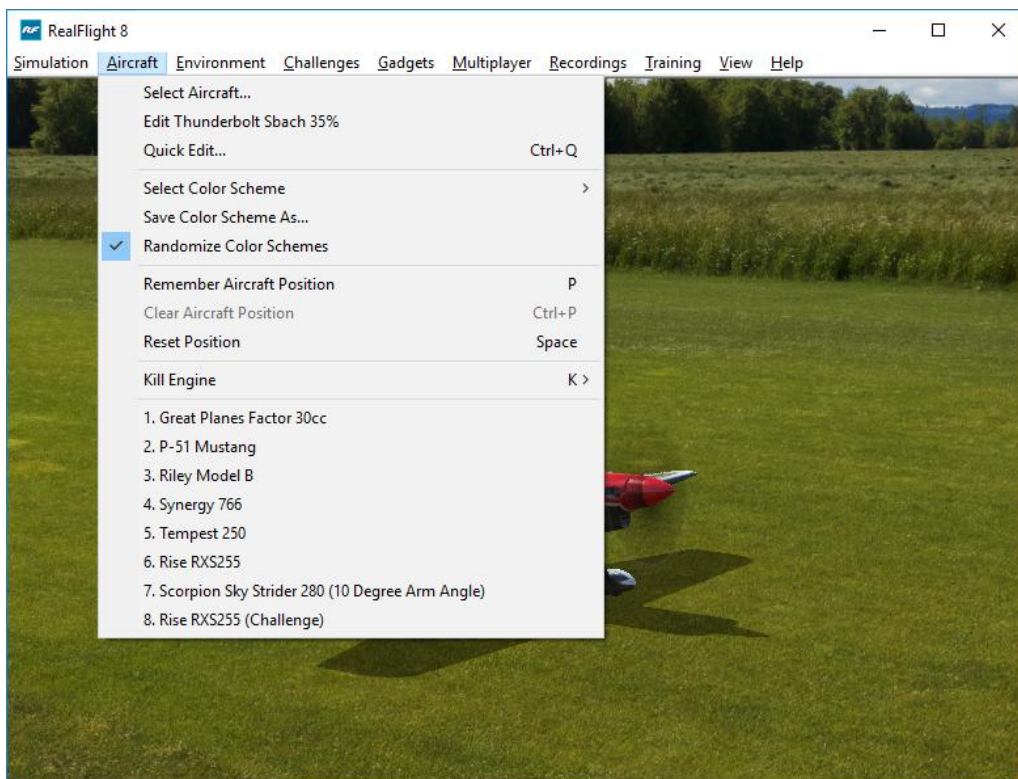 RF RealFlight 8
Simulation Aircraft Environment Challenges Gadgets Multiplayer Recordings Training View Help
Select Aircraft...
Edit Thunderbolt Sbach 35%
Quick Edit... Ctrl+Q
Select Color Scheme
Save Color Scheme As...
Randomize Color Schemes
Remember Aircraft Position P
Clear Aircraft Position Ctrl+P
Reset Position Space
Kill Engine K
1. Great Planes Factor 30cc
2. P-51 Mustang
3. Riley Model B
4. Synergy 766
5. Tempest 250
6. Rise RXS255
7. Scorpion Sky Strider 280 (10 Degree Arm Angle)
8. Rise RXS255 (Challenge)